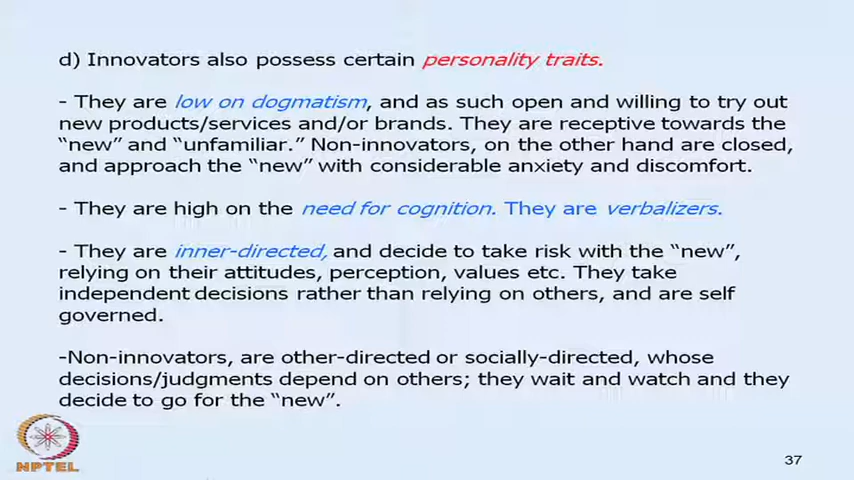 d) Innovators also possess certain personality traits.
- They are low on dogmatism, and as such open and willing to try out
new products/services and/or brands. They are receptive towards the
“new” and “unfamiliar.” Non-innovators, on the other hand are closed,
and approach the “new” with considerable anxiety and discomfort.
- They are high on the need for cognition. They are verbalizers.
- They are inner-directed, and decide to take risk with the “new”,
relying on their attitudes, perception, values etc. They take
independent decisions rather than relying on others, and are self
governed.
-Non-innovators, are other-directed or socially-directed, whose
decisions/judgments depend on others; they wait and watch and they
decide to go for the “new”.
NPTEL
37